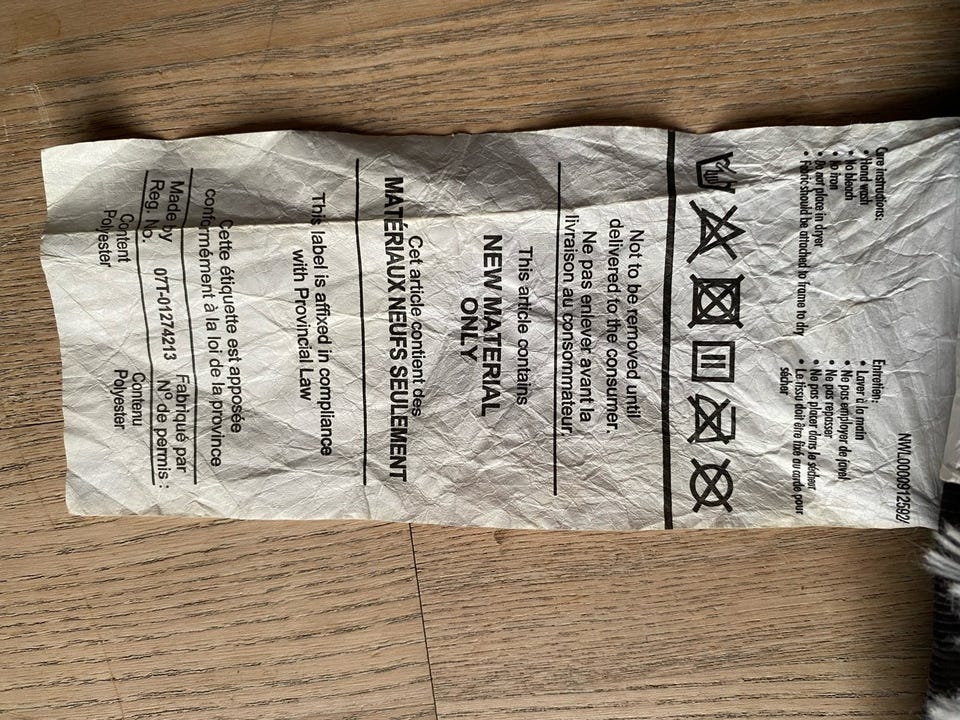 NVL0000912592/
Care instructions:
• Hand wash
• No bleach
• No iron
• Do not place in dryer
• Fabric should be attached to frame to dry
Entretien :
• Laver à la main
• Ne pas employer de javel
• Ne pas repasser
• Ne pas placer dans le sécheur
• Le tissu doit être fixé au cadre pour
sécher
Not to be removed until
delivered to the consumer.
Ne pas enlever avant la
livraison au consommateur.
This article contains
NEW MATERIAL
ONLY
Cet article contient des
MATÉRIAUX NEUFS SEULEMENT
This label is affixed in compliance
with Provincial Law
Cette étiquette est apposée
conformément à la loi de la province
Made by Fabriqué par
Reg. No. 07T-01274213 Nº de permis :
Content Contenu
Polyester Polyester